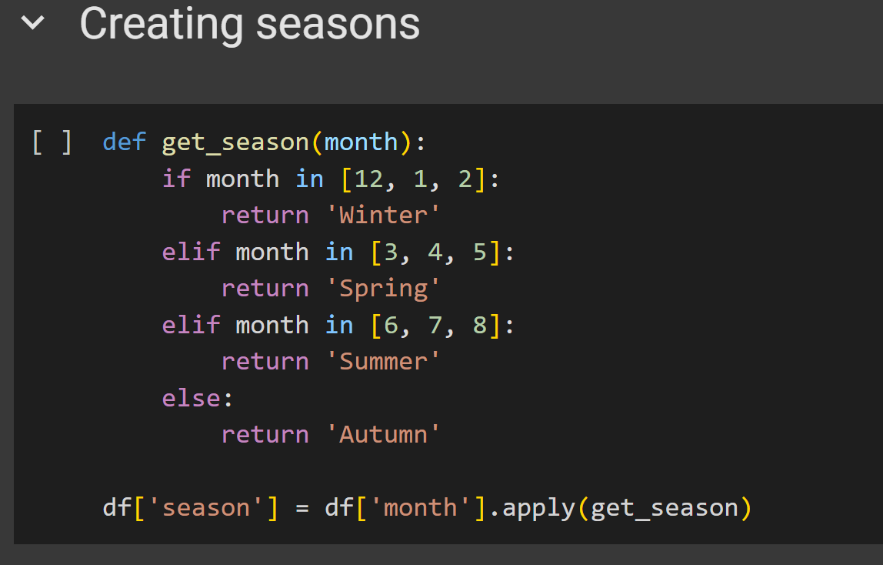 Creating seasons
[ ] def get_season(month):
    if month in [12, 1, 2]:
        return 'Winter'
    elif month in [3, 4, 5]:
        return 'Spring'
    elif month in [6, 7, 8]:
        return 'Summer'
    else:
        return 'Autumn'
df['season'] = df['month'].apply(get_season)